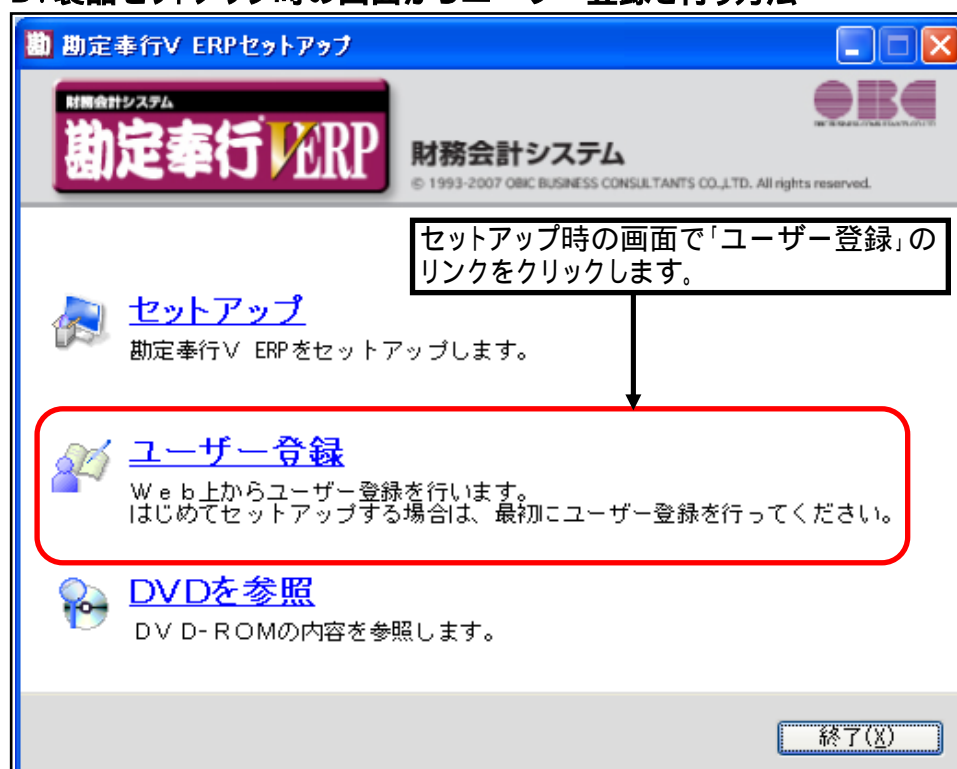 勘定奉行V ERPセットアップ
財務会計システム
勘定奉行VERP
OBC
財務会計システム
© 1993-2007 OBIC BUSINESS CONSULTANTS CO.,LTD. All rights reserved.
セットアップ時の画面で「ユーザー登録」の
リンクをクリックします。
セットアップ
勘定奉行V ERPをセットアップします。
ユーザー登録
Web上からユーザー登録を行います。
はじめてセットアップする場合は、最初にユーザー登録を行ってください。
DVDを参照
DVD-ROMの内容を参照します。
終了(X)